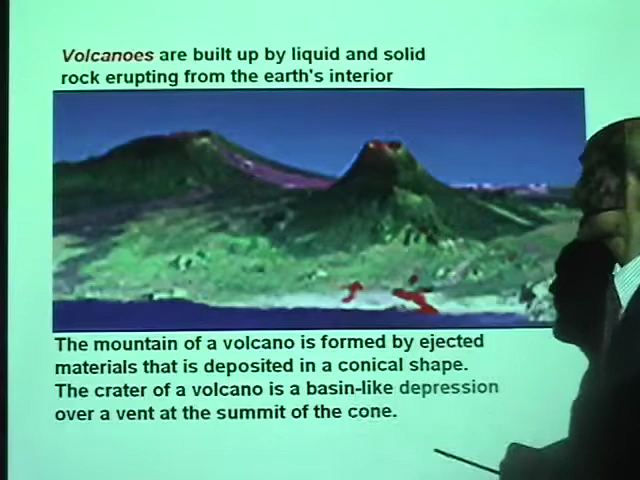 Volcanoes are built up by liquid and solid
rock erupting from the earth's interior
The mountain of a volcano is formed by ejected
materials that is deposited in a conical shape.
The crater of a volcano is a basin-like depression
over a vent at the summit of the cone.